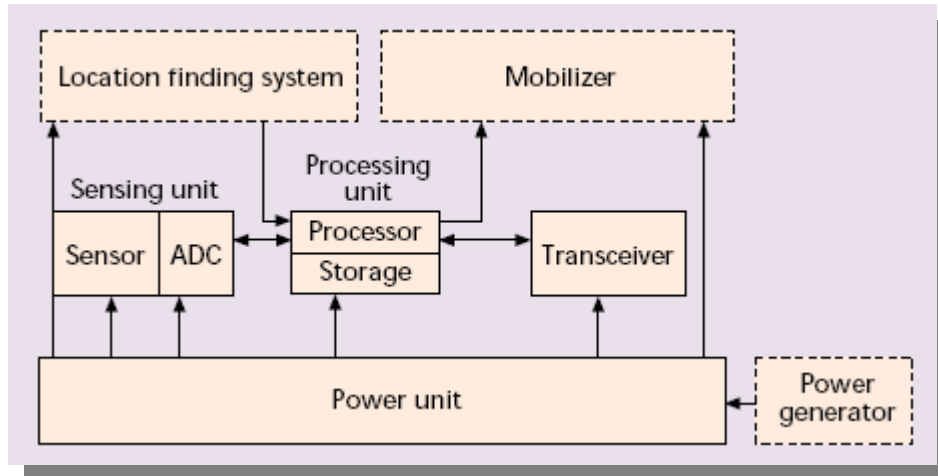 Location finding system
Mobilizer
Sensing unit
Processing
unit
Sensor
ADC
Processor
Storage
Transceiver
Power unit
Power
generator